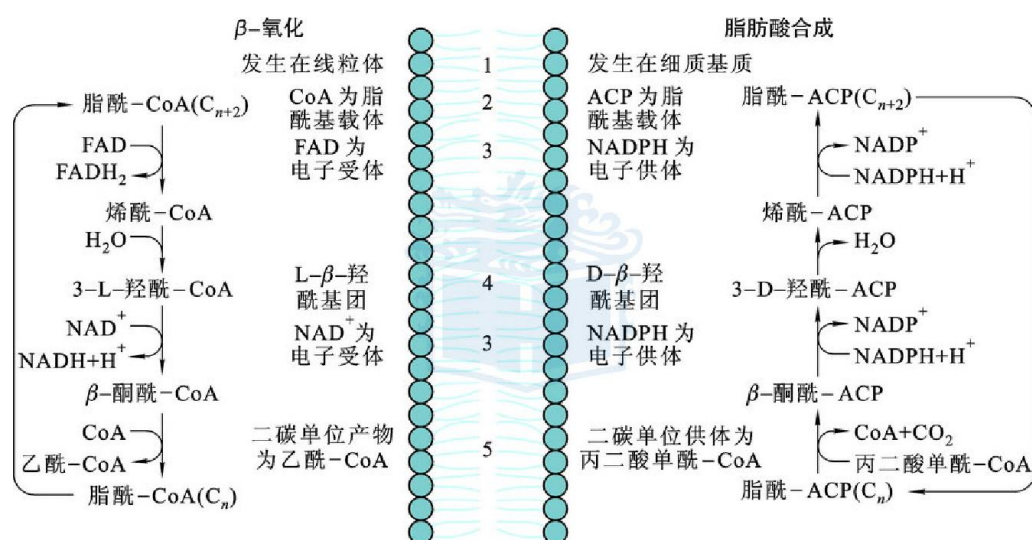 β-氧化
脂肪酸合成
发生在线粒体
1
发生在细质基质
脂酰-CoA(Cn+2)
CoA为脂
酰基载体
2
ACP为脂
酰基载体
脂酰-ACP(Cn+2)
FAD
FADH2
FAD为
电子受体
3
NADPH为
电子供体
NADP+
NADPH+H+
烯酰-CoA
烯酰-ACP
H2O
H2O
3-L-羟酰-CoA
L-β-羟
酰基团
4
D-β-羟
酰基团
3-D-羟酰-ACP
NAD+
NADH+H+
NAD+为
电子受体
3
NADPH为
电子供体
NADP+
NADPH+H+
β-酮酰-CoA
β-酮酰-ACP
CoA
乙酰-CoA
二碳单位产物
为乙酰-CoA
5
二碳单位供体为
丙二酸单酰-CoA
CoA+CO2
丙二酸单酰-CoA
脂酰-CoA(Cn)
脂酰-ACP(Cn)